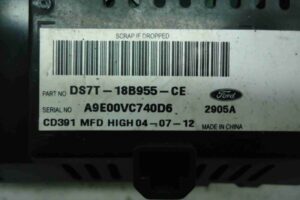 SCRAP IF DROPPED
PART NO DS7T-18B955-CE
Ford
SERIAL NO A9E00VC740D6 2905A
CD391 MFD HIGH 04-07-12 MADE IN CHINA